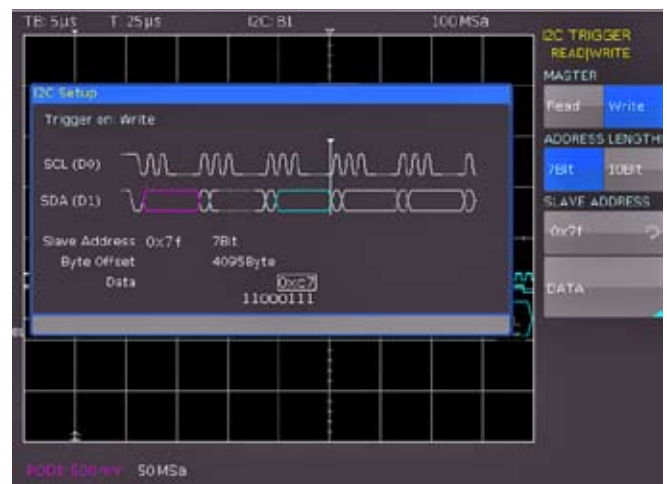 TB: 5µs T: 25µs I2C: B1 100MSa
I2C TRIGGER
READ|WRITE
MASTER
Read Write
ADDRESS LENGTH
7Bit 10Bit
SLAVE ADDRESS
0x7f
DATA
I2C Setup
Trigger on: Write
SCL (D0)
SDA (D1)
Slave Address 0x7f 7Bit
Byte Offset 4095Byte
Data 0xc7
11000111
POD1: 500mV 50MSa